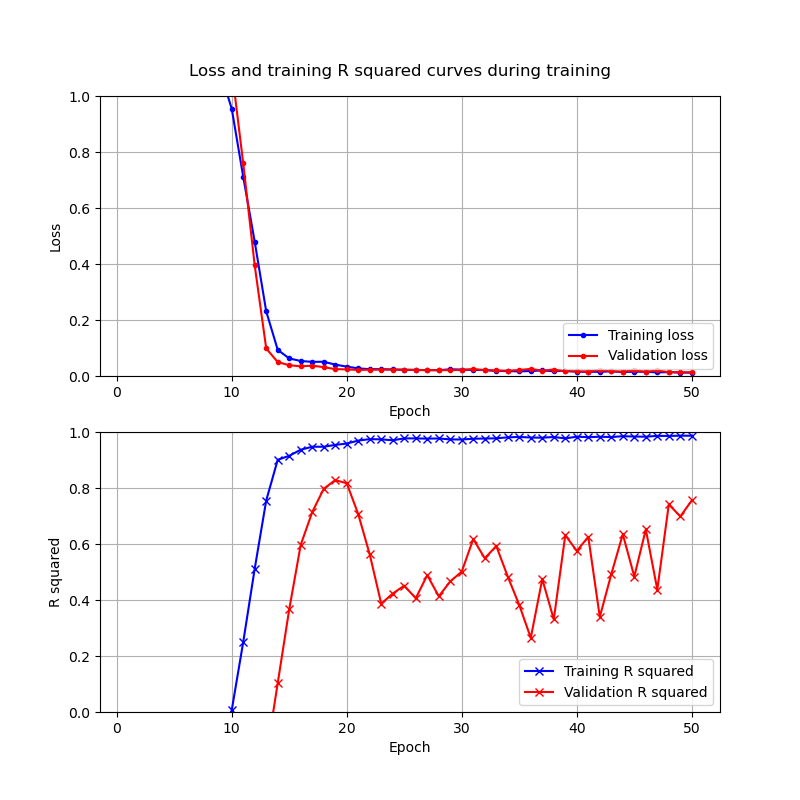 Loss and training R squared curves during training
1.0
0.8
0.6
0.4
0.2
0.0
Loss
0 10 20 30 40 50
Epoch
Training loss
Validation loss
1.0
0.8
0.6
0.4
0.2
0.0
R squared
0 10 20 30 40 50
Epoch
Training R squared
Validation R squared